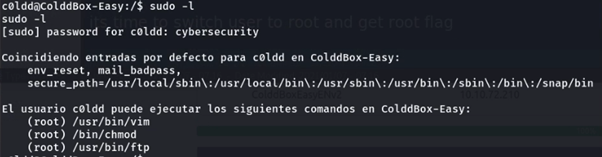 c0ldd@ColddBox-Easy:/$ sudo -l
its time to switch user to root and get root flag
sudo -l
[sudo] password for c0ldd: cybersecurity
Coincidiendo entradas por defecto para c0ldd en ColddBox-Easy:
env_reset, mail_badpass,
secure_path=/usr/local/sbin\:/usr/local/bin\:/usr/sbin\:/usr/bin\:/sbin\:/bin\:/snap/bin
El usuario c0ldd puede ejecutar los siguientes comandos en ColddBox-Easy:
(root) /usr/bin/vim
(root) /bin/chmod
(root) /usr/bin/ftp